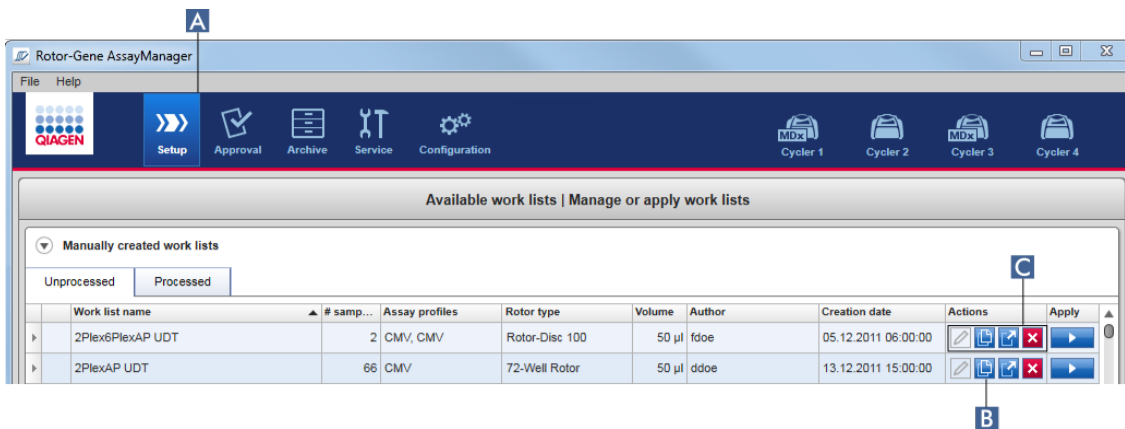 A
Rotor-Gene AssayManager
File Help
QIAGEN
Setup Approval Archive Service Configuration MDx Cycler 1 Cycler 2 MDx Cycler 3 Cycler 4
Available work lists | Manage or apply work lists
Manually created work lists
C
Unprocessed Processed
Work list name # samp... Assay profiles Rotor type Volume Author Creation date Actions Apply
2Plex6PlexAP UDT 2 CMV, CMV Rotor-Disc 100 50 µl fdoe 05.12.2011 06:00:00
2PlexAP UDT 66 CMV 72-Well Rotor 50 µl ddoe 13.12.2011 15:00:00
B